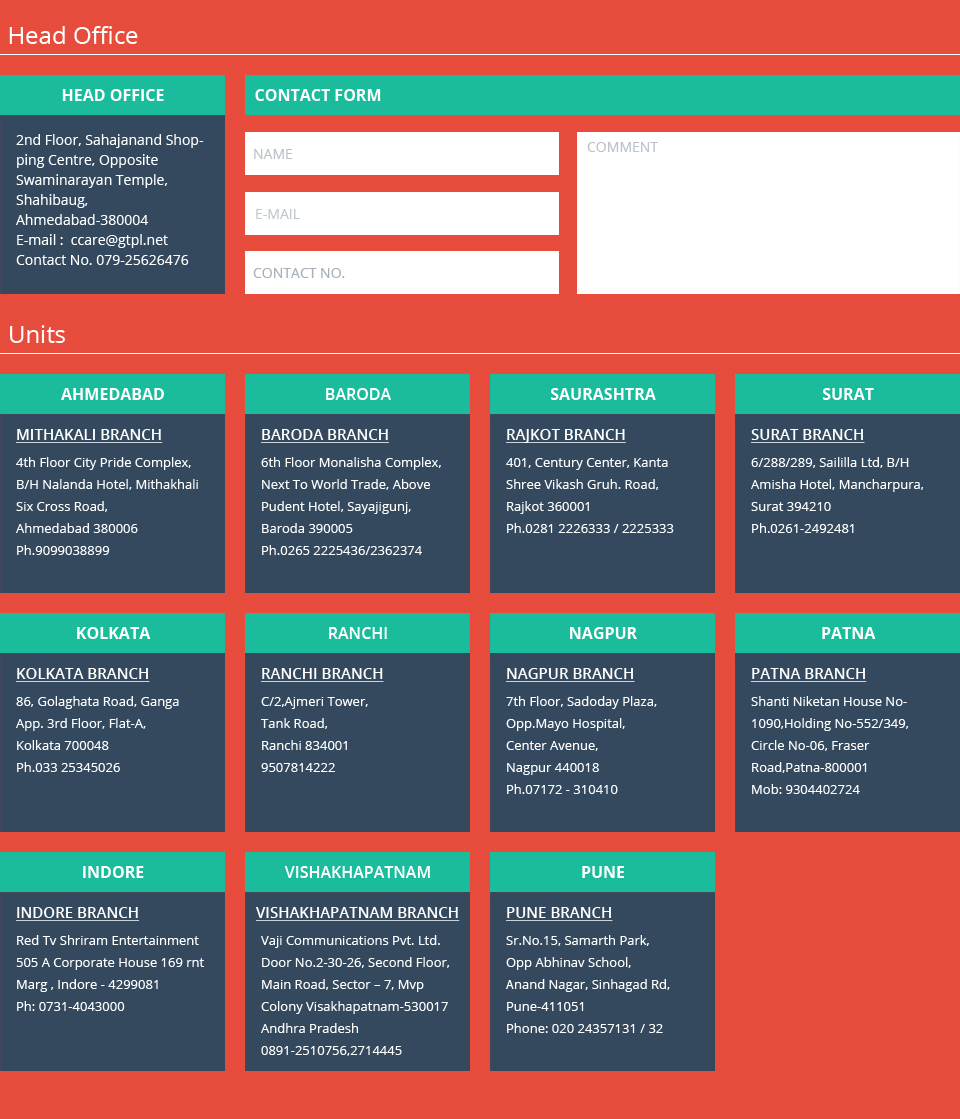 Head Office
HEAD OFFICE
2nd Floor, Sahajanand Shop-
ping Centre, Opposite
Swaminarayan Temple,
Shahibaug,
Ahmedabad-380004
E-mail : ccare@gtpl.net
Contact No. 079-25626476
CONTACT FORM
NAME
E-MAIL
CONTACT NO.
COMMENT
Units
AHMEDABAD
MITHAKALI BRANCH
4th Floor City Pride Complex,
B/H Nalanda Hotel, Mithakhali
Six Cross Road,
Ahmedabad 380006
Ph.9099038899
BARODA
BARODA BRANCH
6th Floor Monalisha Complex,
Next To World Trade, Above
Pudent Hotel, Sayajigunj,
Baroda 390005
Ph.0265 2225436/2362374
SAURASHTRA
RAJKOT BRANCH
401, Century Center, Kanta
Shree Vikash Gruh. Road,
Rajkot 360001
Ph.0281 2226333 / 2225333
SURAT
SURAT BRANCH
6/288/289, Saililla Ltd, B/H
Amisha Hotel, Mancharpura,
Surat 394210
Ph.0261-2492481
KOLKATA
KOLKATA BRANCH
86, Golaghata Road, Ganga
App. 3rd Floor, Flat-A,
Kolkata 700048
Ph.033 25345026
RANCHI
RANCHI BRANCH
C/2,Ajmeri Tower,
Tank Road,
Ranchi 834001
9507814222
NAGPUR
NAGPUR BRANCH
7th Floor, Sadoday Plaza,
Opp.Mayo Hospital,
Center Avenue,
Nagpur 440018
Ph.07172 - 310410
PATNA
PATNA BRANCH
Shanti Niketan House No-
1090,Holding No-552/349,
Circle No-06, Fraser
Road,Patna-800001
Mob: 9304402724
INDORE
INDORE BRANCH
Red Tv Shriram Entertainment
505 A Corporate House 169 rnt
Marg , Indore - 4299081
Ph: 0731-4043000
VISHAKHAPATNAM
VISHAKHAPATNAM BRANCH
Vaji Communications Pvt. Ltd.
Door No.2-30-26, Second Floor,
Main Road, Sector – 7, Mvp
Colony Visakhapatnam-530017
Andhra Pradesh
0891-2510756,2714445
PUNE
PUNE BRANCH
Sr.No.15, Samarth Park,
Opp Abhinav School,
Anand Nagar, Sinhagad Rd,
Pune-411051
Phone: 020 24357131 / 32